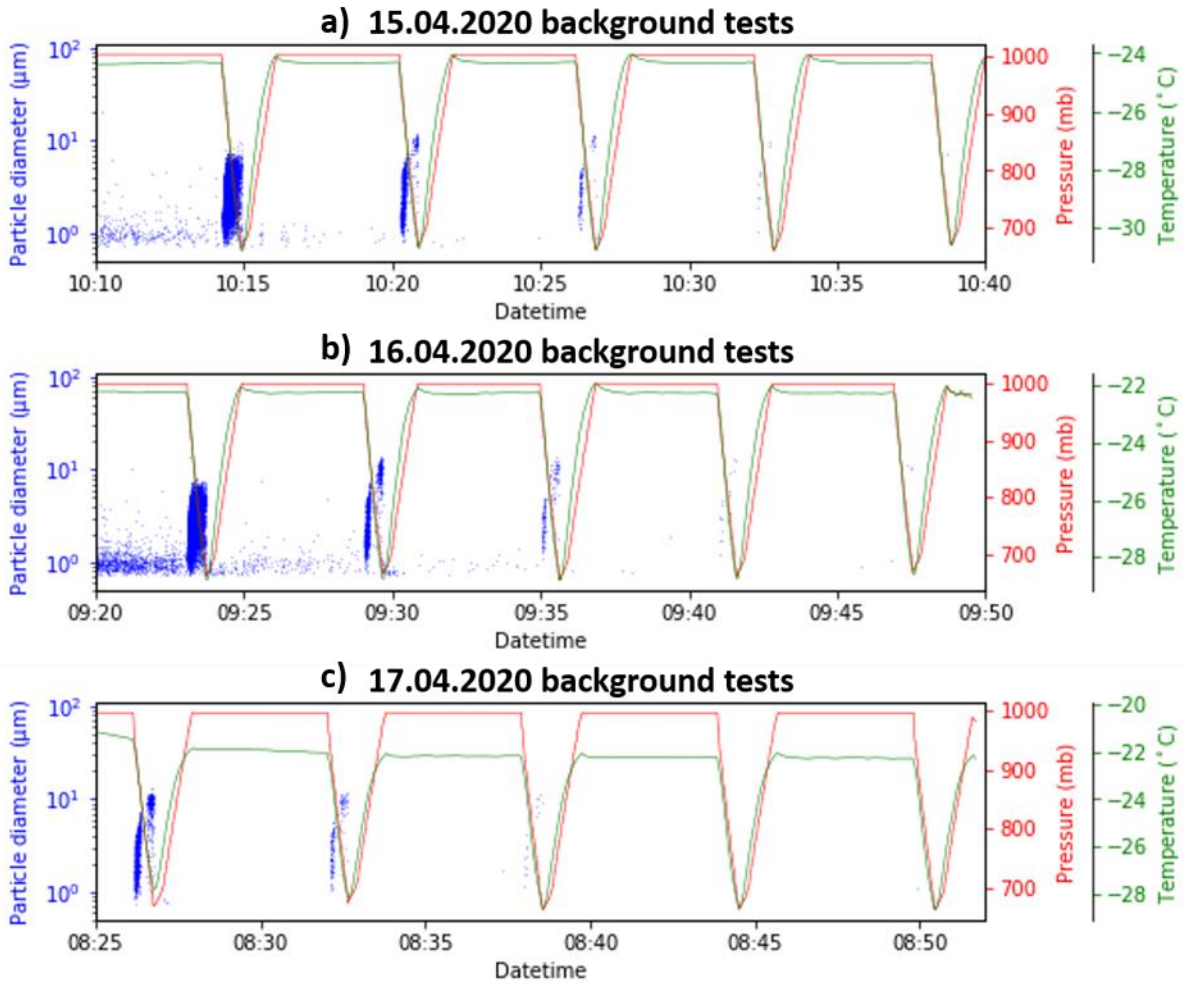 a) 15.04.2020 background tests
Particle diameter (µm)
10²
10¹
10⁰
1000
900
800
700
Pressure (mb)
−24
−26
−28
−30
Temperature (°C)
10:10 10:15 10:20 10:25 10:30 10:35 10:40
Datetime
b) 16.04.2020 background tests
Particle diameter (µm)
10²
10¹
10⁰
1000
900
800
700
Pressure (mb)
−22
−24
−26
−28
Temperature (°C)
09:20 09:25 09:30 09:35 09:40 09:45 09:50
Datetime
c) 17.04.2020 background tests
Particle diameter (µm)
10²
10¹
10⁰
1000
900
800
700
Pressure (mb)
−20
−22
−24
−26
−28
Temperature (°C)
08:25 08:30 08:35 08:40 08:45 08:50
Datetime